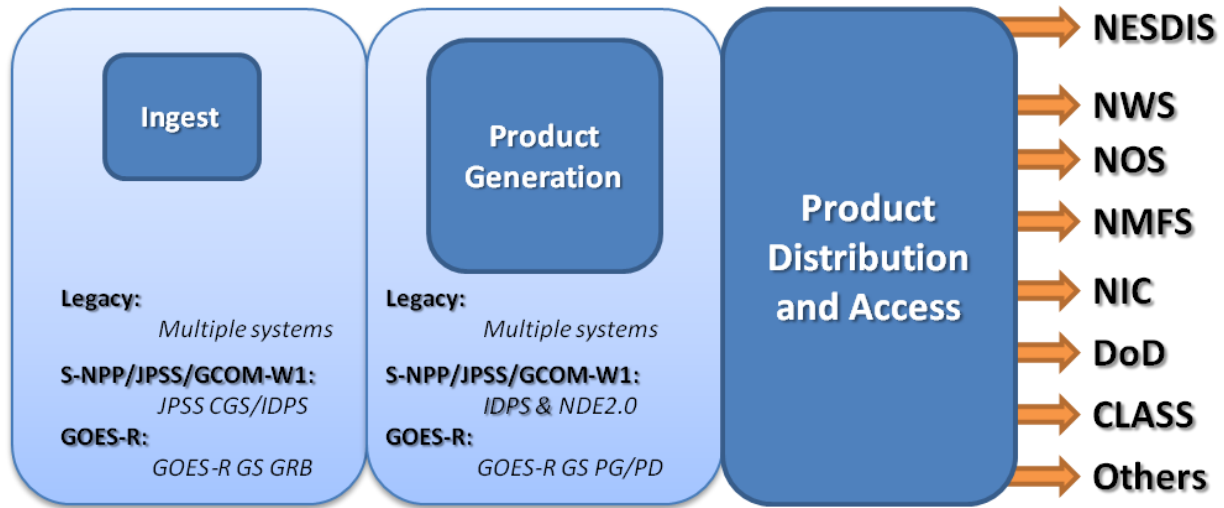 Ingest
Legacy:
Multiple systems
S-NPP/JPSS/GCOM-W1:
JPSS CGS/IDPS
GOES-R:
GOES-R GS GRB
Product
Generation
Legacy:
Multiple systems
S-NPP/JPSS/GCOM-W1:
IDPS & NDE2.0
GOES-R:
GOES-R GS PG/PD
Product
Distribution
and Access
NESDIS
NWS
NOS
NMFS
NIC
DoD
CLASS
Others